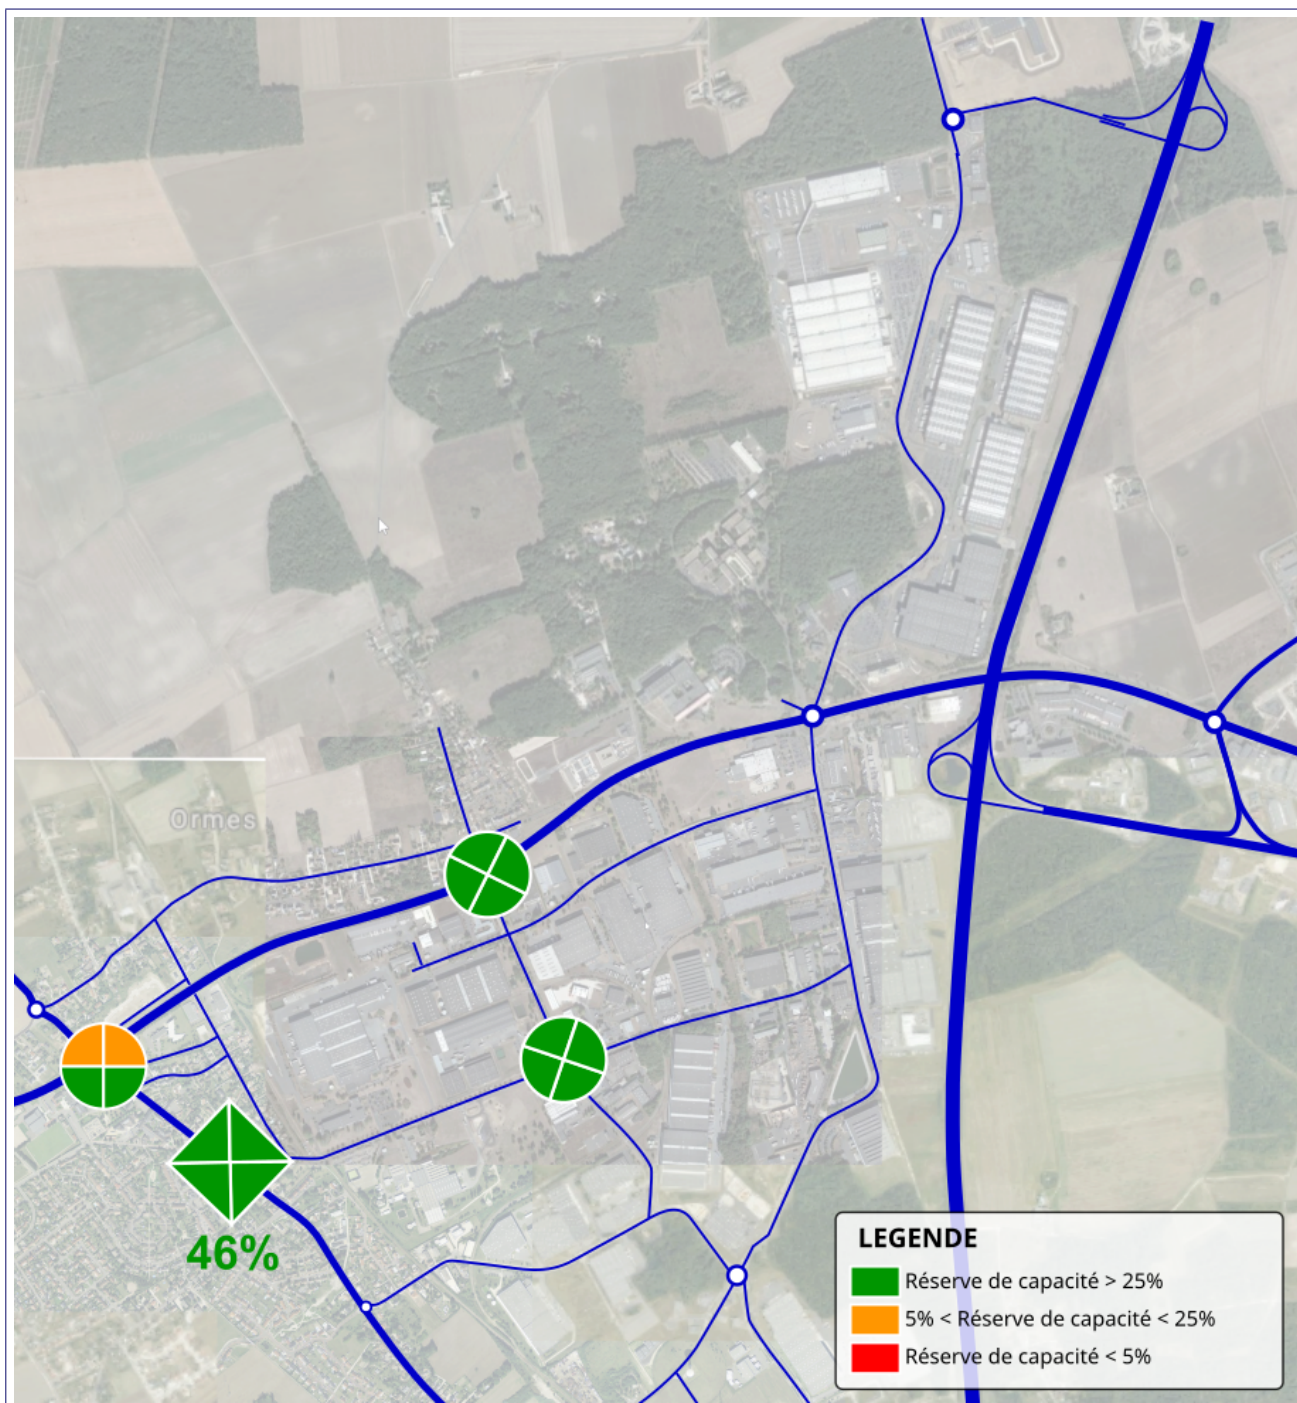 Ormes
46%
LEGENDE
Réserve de capacité > 25%
5% < Réserve de capacité < 25%
Réserve de capacité < 5%